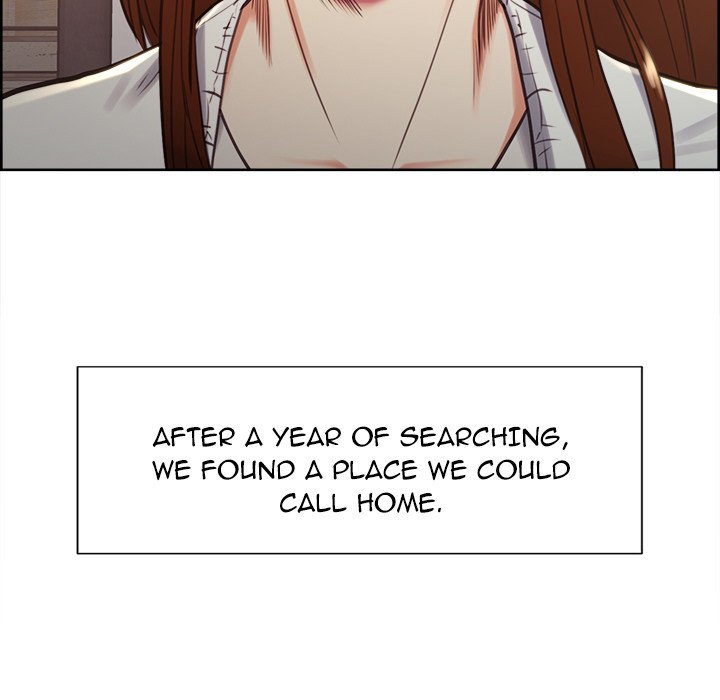 AFTER A YEAR OF SEARCHING,
WE FOUND A PLACE WE COULD
CALL HOME.